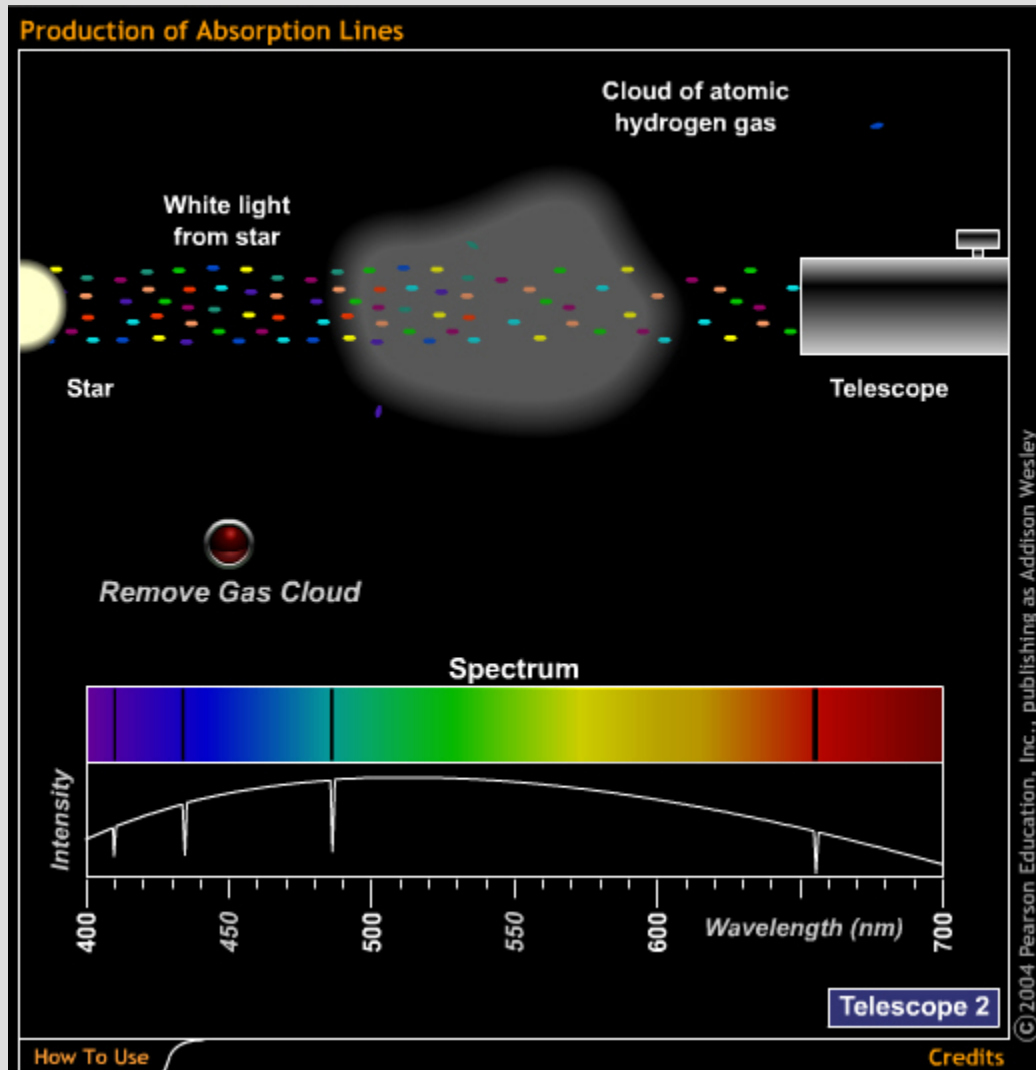 Production of Absorption Lines
Cloud of atomic
hydrogen gas
White light
from star
Star
Telescope
Remove Gas Cloud
Spectrum
Intensity
400
450
500
550
600
Wavelength (nm)
700
Telescope 2
How To Use
Credits
©2004 Pearson Education, Inc., publishing as Addison Wesley